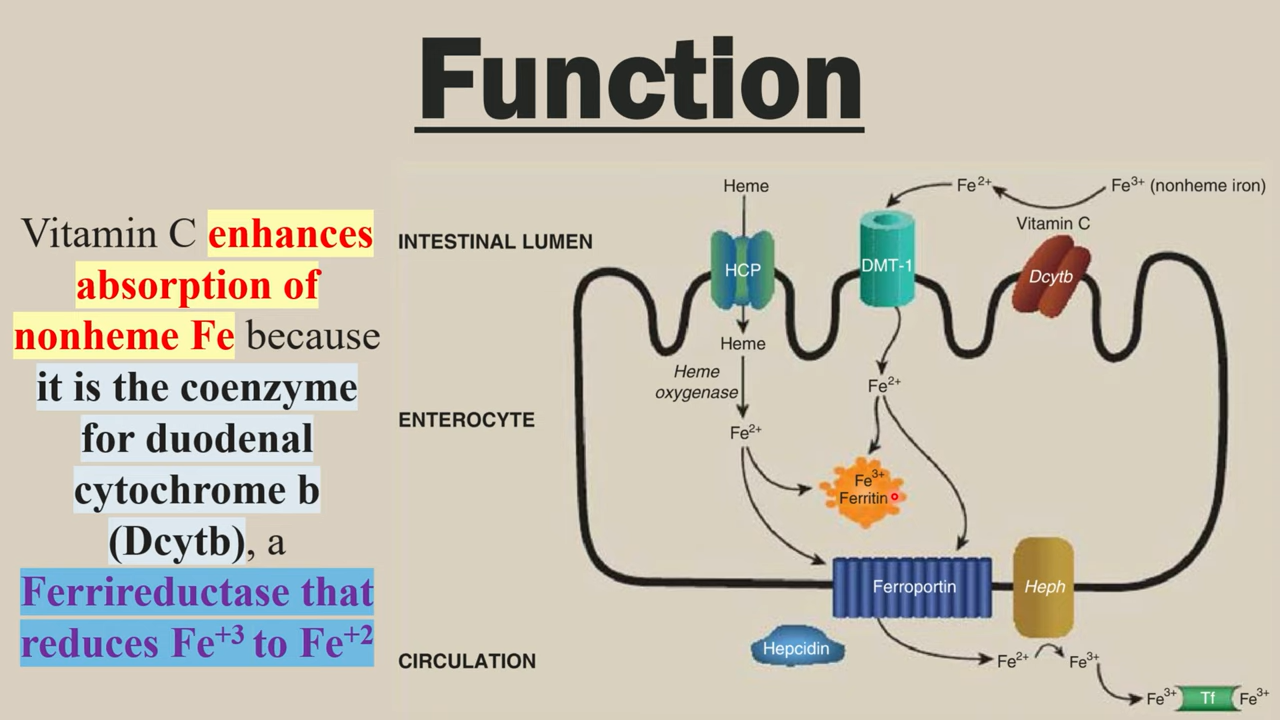 Function
Vitamin C enhances
absorption of
nonheme Fe because
it is the coenzyme
for duodenal
cytochrome b
(Dcytb), a
Ferrireductase that
reduces Fe+3 to Fe+2
Heme
Fe2+
Fe3+ (nonheme iron)
Vitamin C
INTESTINAL LUMEN
HCP
DMT-1
Dcytb
Heme
Heme
oxygenase
Fe2+
ENTEROCYTE
Fe2+
Fe3+
Ferritin
Ferroportin
Heph
Hepcidin
CIRCULATION
Fe2+
Fe3+
Fe3+ Tf Fe3+